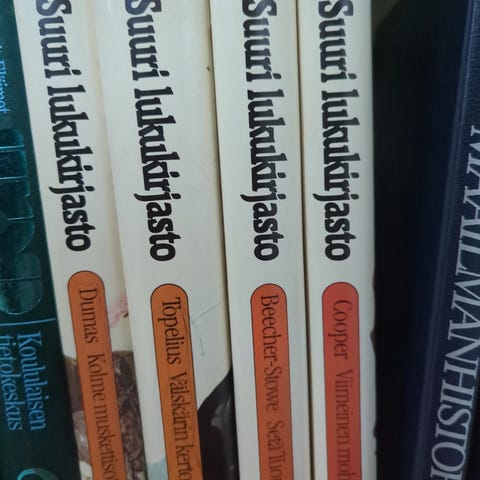 Koululaisen
tietokeskus
Suuri lukukirjasto
Dumas Kolme muskettiso
Suuri lukukirjasto
Topelius Välskärin kerto
Suuri lukukirjasto
Beecher-Stowe Setä Tuo
Suuri lukukirjasto
Cooper Viimeinen moh
MAAILMANHISTOR